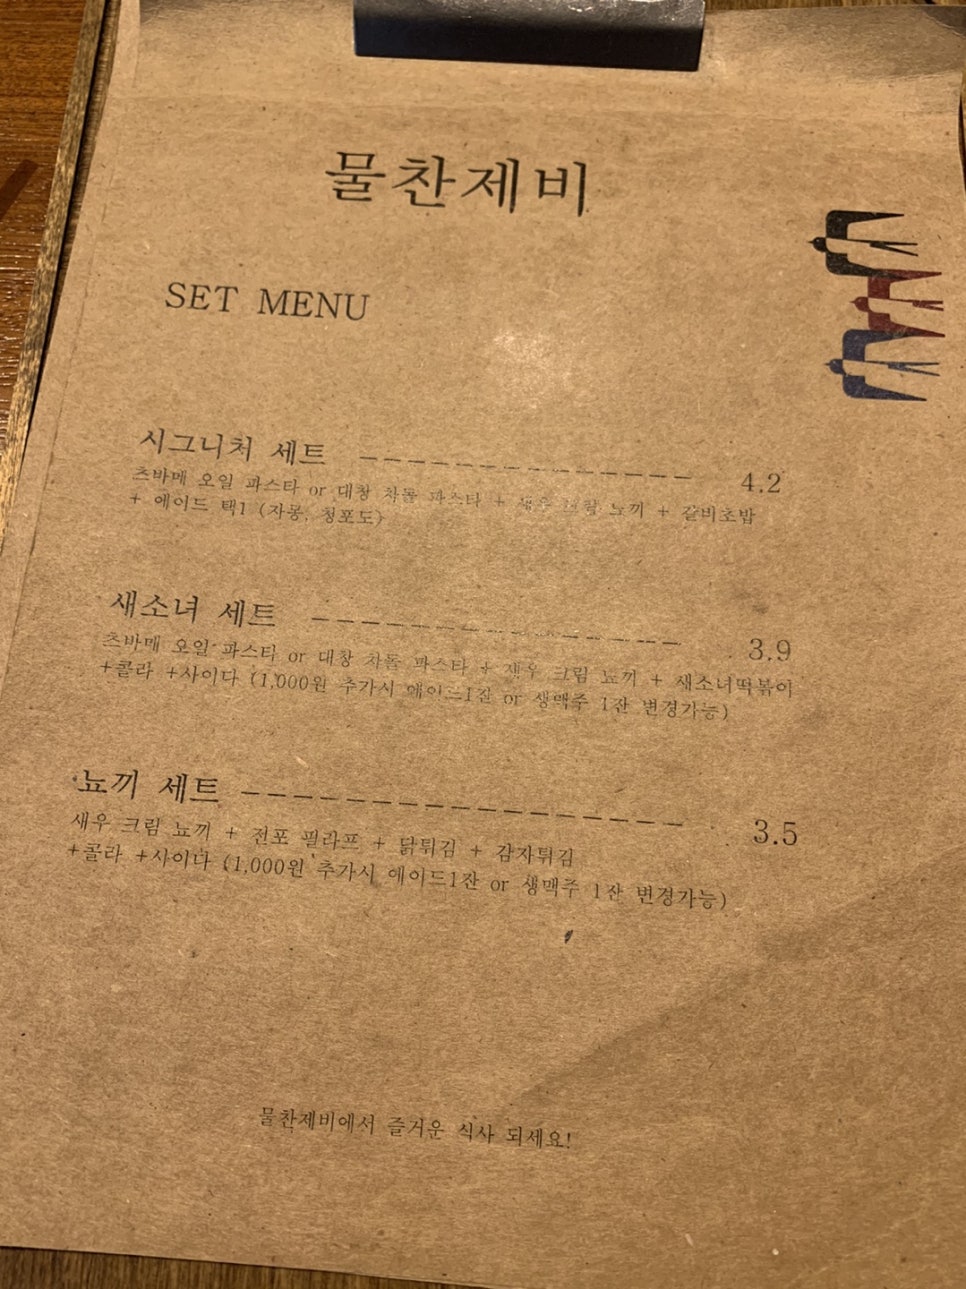 물찬제비
SET MENU
시그니처 세트 -------------- 4.2
츠바메 오일 파스타 or 대창 차돌 파스타 + 새우 크림 뇨끼 + 갈비초밥
+ 에이드 택1 (자몽, 청포도)
새소녀 세트 -------------- 3.9
츠바메 오일 파스타 or 대창 차돌 파스타 + 새우 크림 뇨끼 + 새소녀떡볶이
+콜라 +사이다 (1,000원 추가시 에이드1잔 or 생맥주 1잔 변경가능)
뇨끼 세트 ----------------- 3.5
새우 크림 뇨끼 + 전포 필라프 + 닭튀김 + 감자튀김
+콜라 +사이다 (1,000원 추가시 에이드1잔 or 생맥주 1잔 변경가능)
물찬제비에서 즐거운 식사 되세요!